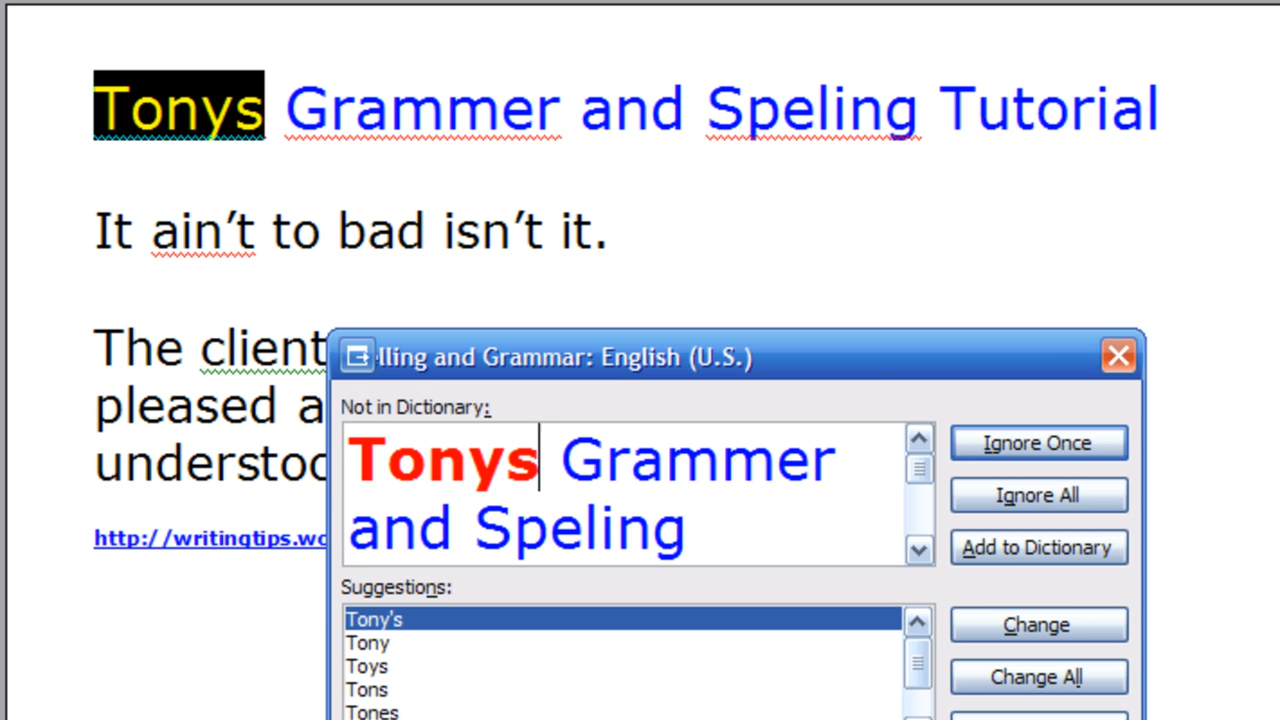 Tonys Grammer and Speling Tutorial
It ain’t to bad isn’t it.
The client
pleased a
understoo
http://writingtips.wo
lling and Grammar: English (U.S.)
Not in Dictionary:
Tonys Grammer
and Speling
Ignore Once
Ignore All
Add to Dictionary
Suggestions:
Tony's
Tony
Toys
Tons
Tones
Change
Change All